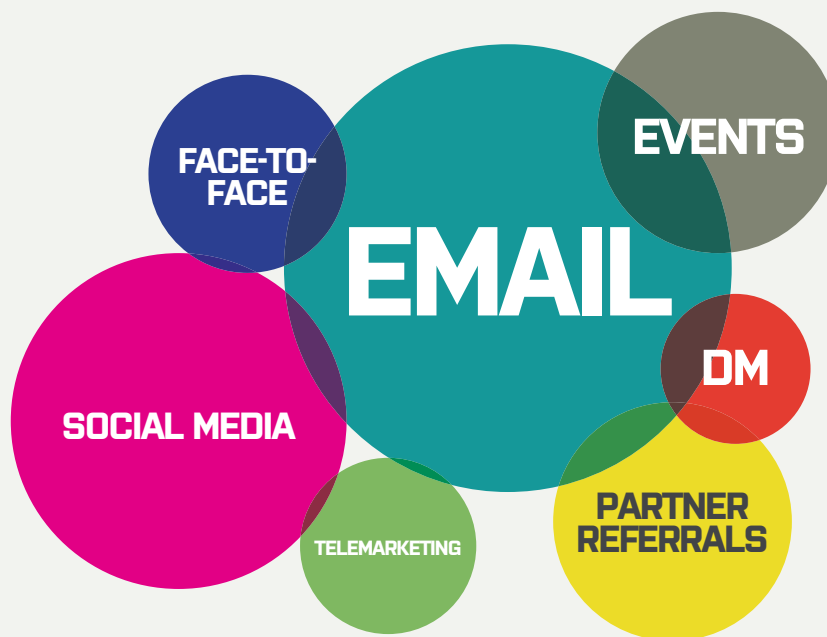 EVENTS
FACE-TO-
FACE
EMAIL
DM
SOCIAL MEDIA
PARTNER
REFERRALS
TELEMARKETING